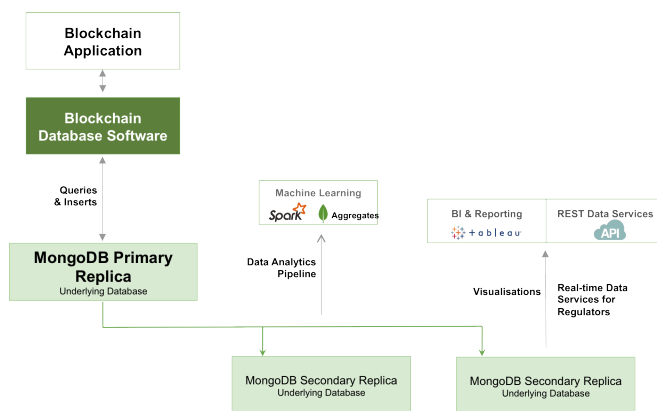 Blockchain
Application
Blockchain
Database Software
Queries
& Inserts
MongoDB Primary
Replica
Underlying Database
Machine Learning
Spark
Aggregates
Data Analytics
Pipeline
BI & Reporting
REST Data Services
+ a b l e a u
API
Visualisations
Real-time Data
Services for
Regulators
MongoDB Secondary Replica
Underlying Database
MongoDB Secondary Replica
Underlying Database